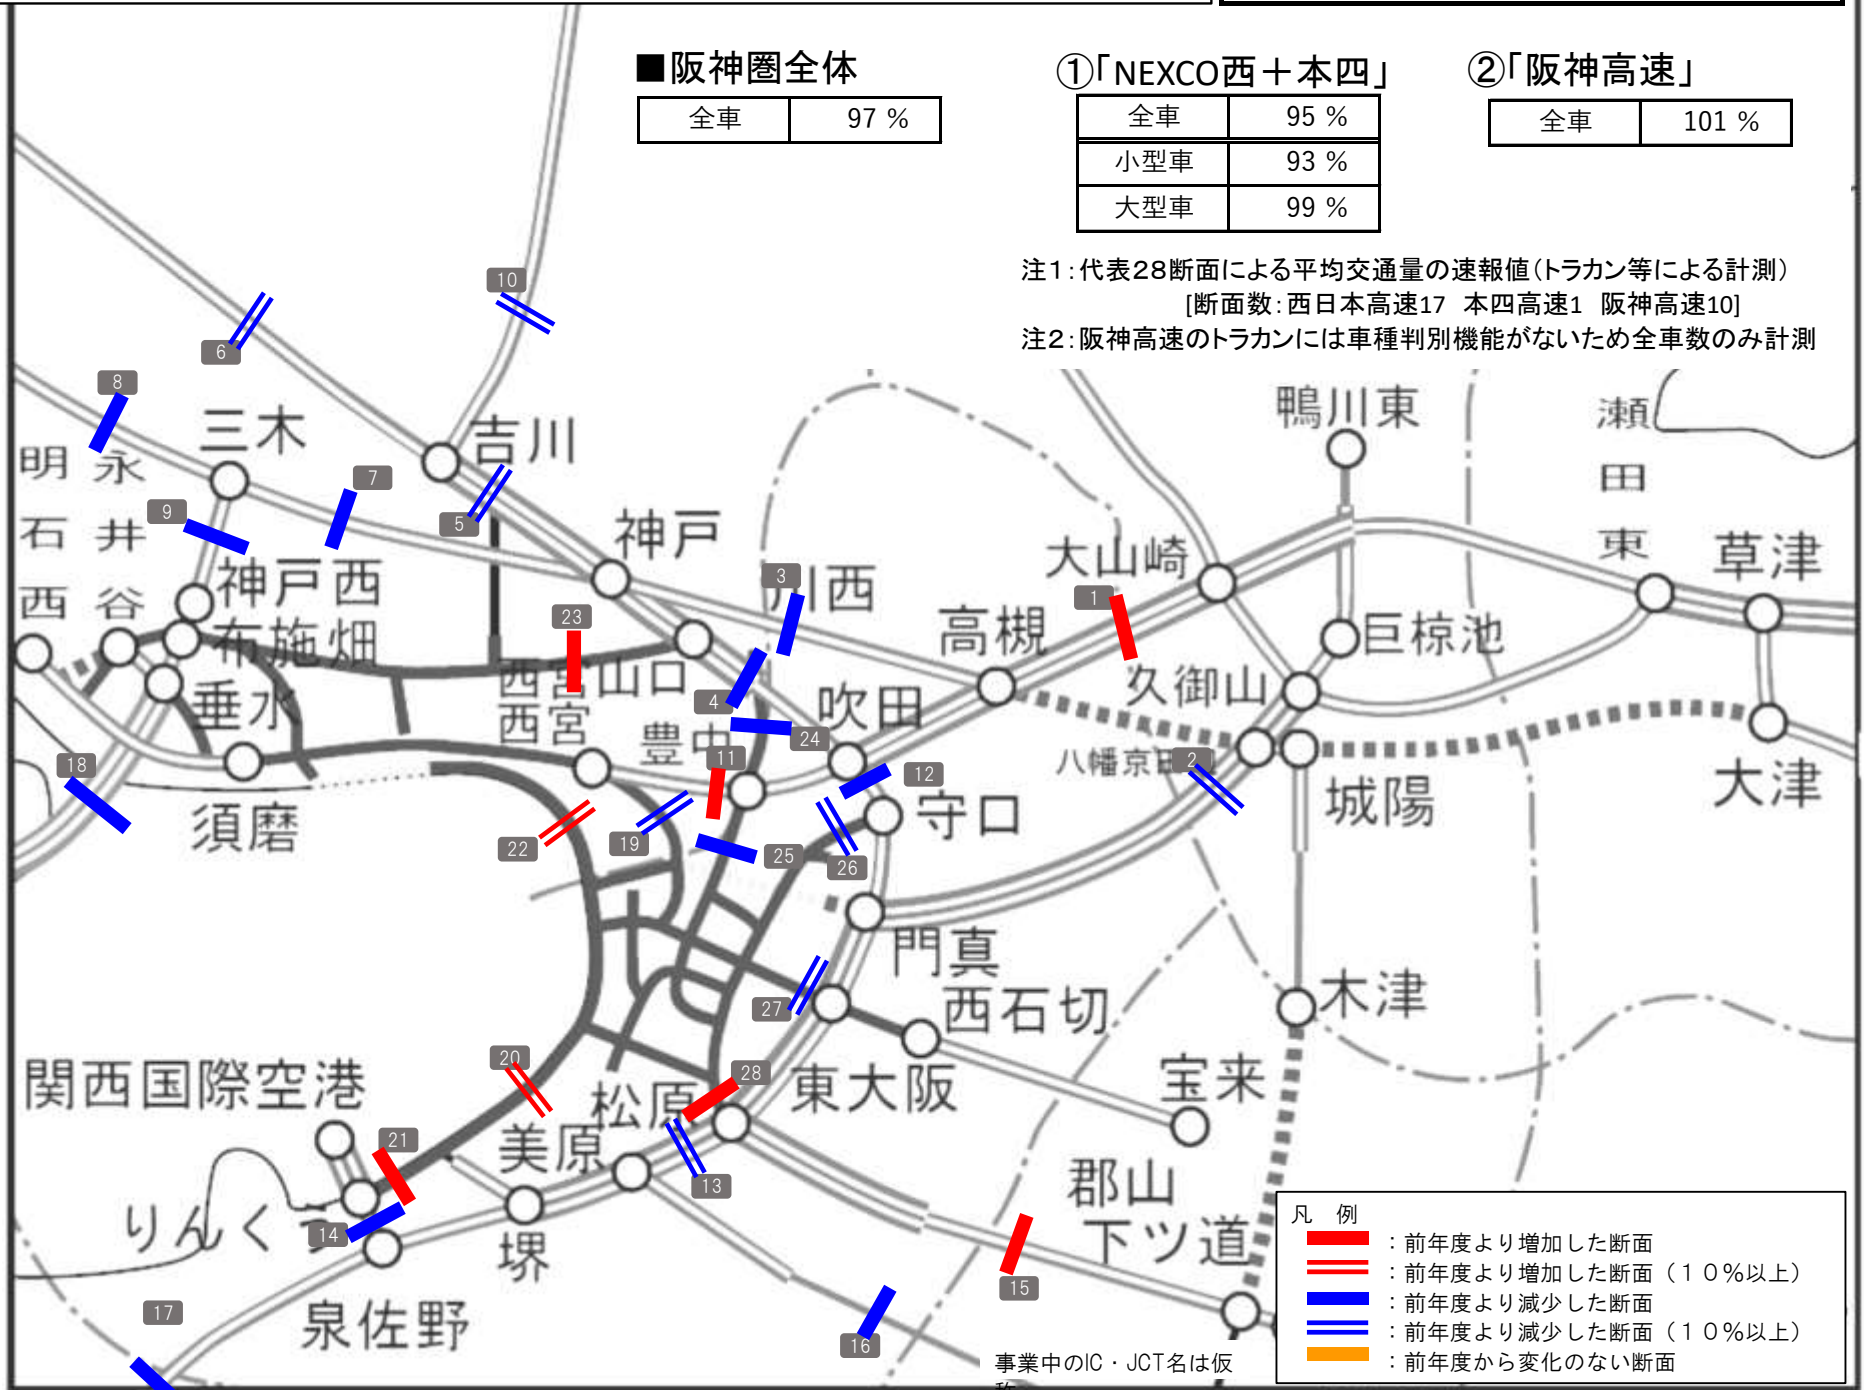 ■阪神圏全体
全車 97 %
①「NEXCO西＋本四」
全車 95 %
小型車 93 %
大型車 99 %
②「阪神高速」
全車 101 %
注1：代表28断面による平均交通量の速報値（トラカン等による計測）
[断面数：西日本高速17 本四高速1 阪神高速10]
注2：阪神高速のトラカンには車種判別機能がないため全車数のみ計測
10
6
8
三木
吉川
鴨川東
瀬田東
明石西
永井谷
7
9
5
神戸
大山崎
草津
神戸西
3
川西
1
布施畑
23
高槻
巨椋池
西宮山口
久御山
垂水
4
吹田
西宮
豊中
24
八幡京田
2
11
12
18
大津
須磨
守口
城陽
22
19
25
26
門真
27
西石切
木津
関西国際空港
20
28
松原
東大阪
宝来
21
美原
13
郡山下ツ道
りんくう
14
堺
15
17
泉佐野
16
事業中のIC・JCT名は仮
凡 例
：前年度より増加した断面
：前年度より増加した断面（１０％以上）
：前年度より減少した断面
：前年度より減少した断面（１０％以上）
：前年度から変化のない断面